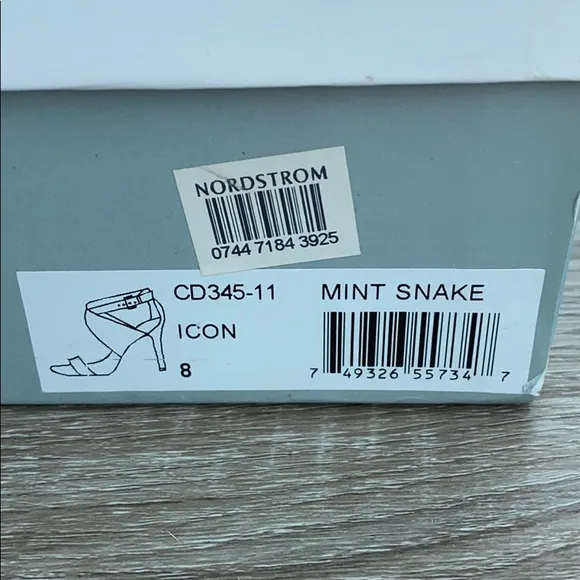 NORDSTROM
0744 7184 3925
CD345-11 MINT SNAKE
ICON
8
7 49326 55734 7